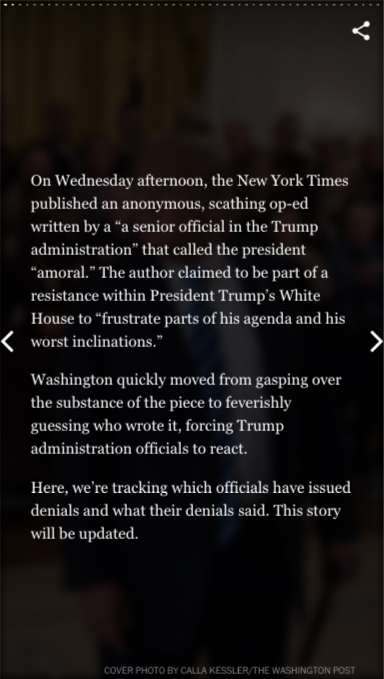 On Wednesday afternoon, the New York Times
published an anonymous, scathing op-ed
written by a “a senior official in the Trump
administration” that called the president
“amoral.” The author claimed to be part of a
resistance within President Trump’s White
House to “frustrate parts of his agenda and his
worst inclinations.”
Washington quickly moved from gasping over
the substance of the piece to feverishly
guessing who wrote it, forcing Trump
administration officials to react.
Here, we’re tracking which officials have issued
denials and what their denials said. This story
will be updated.
COVER PHOTO BY CALLA KESSLER/THE WASHINGTON POST